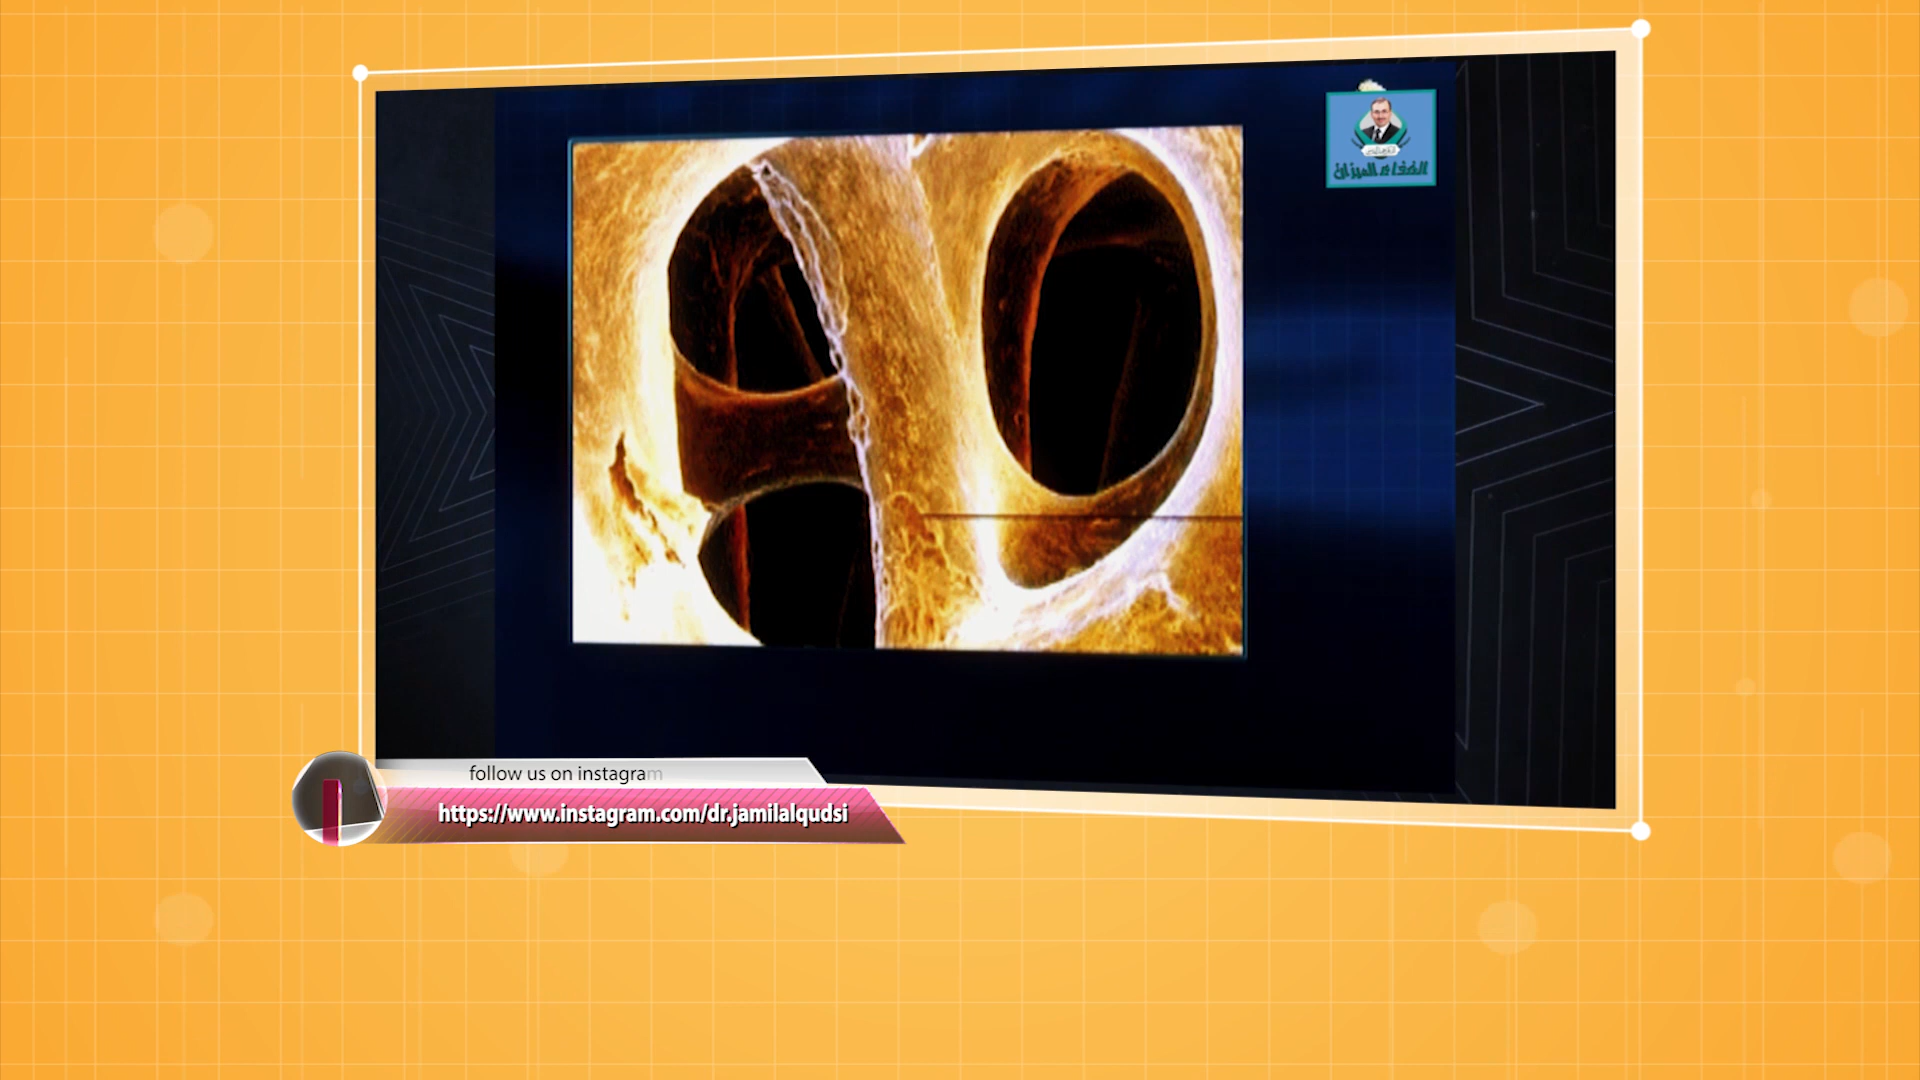 الغذاء الميزان
follow us on instagram
https://www.instagram.com/dr.jamilalqudsi